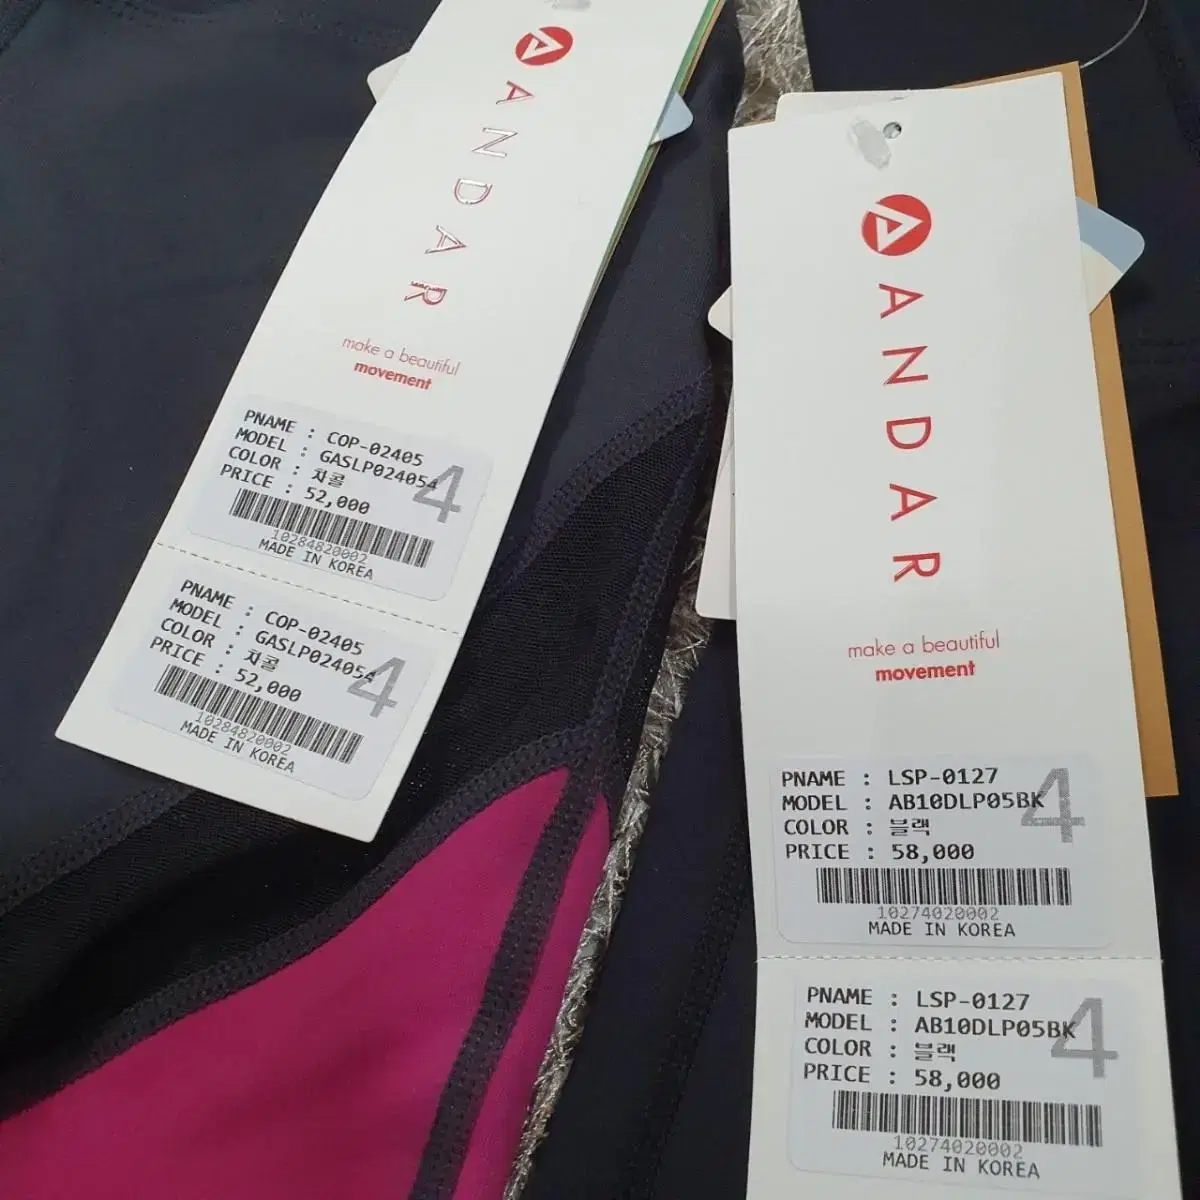 ANDAR
make a beautiful
movement
PNAME : COP-02405
MODEL : GASLP024054
COLOR : 챠콜
PRICE : 52,000
4
10284820002
MADE IN KOREA
PNAME : COP-02405
MODEL : GASLP024054
COLOR : 챠콜
PRICE : 52,000
4
10284820002
MADE IN KOREA
ANDAR
make a beautiful
movement
PNAME : LSP-0127
MODEL : AB10DLP05BK
COLOR : 블랙
PRICE : 58,000
4
10274020002
MADE IN KOREA
PNAME : LSP-0127
MODEL : AB10DLP05BK
COLOR : 블랙
PRICE : 58,000
4
10274020002
MADE IN KOREA